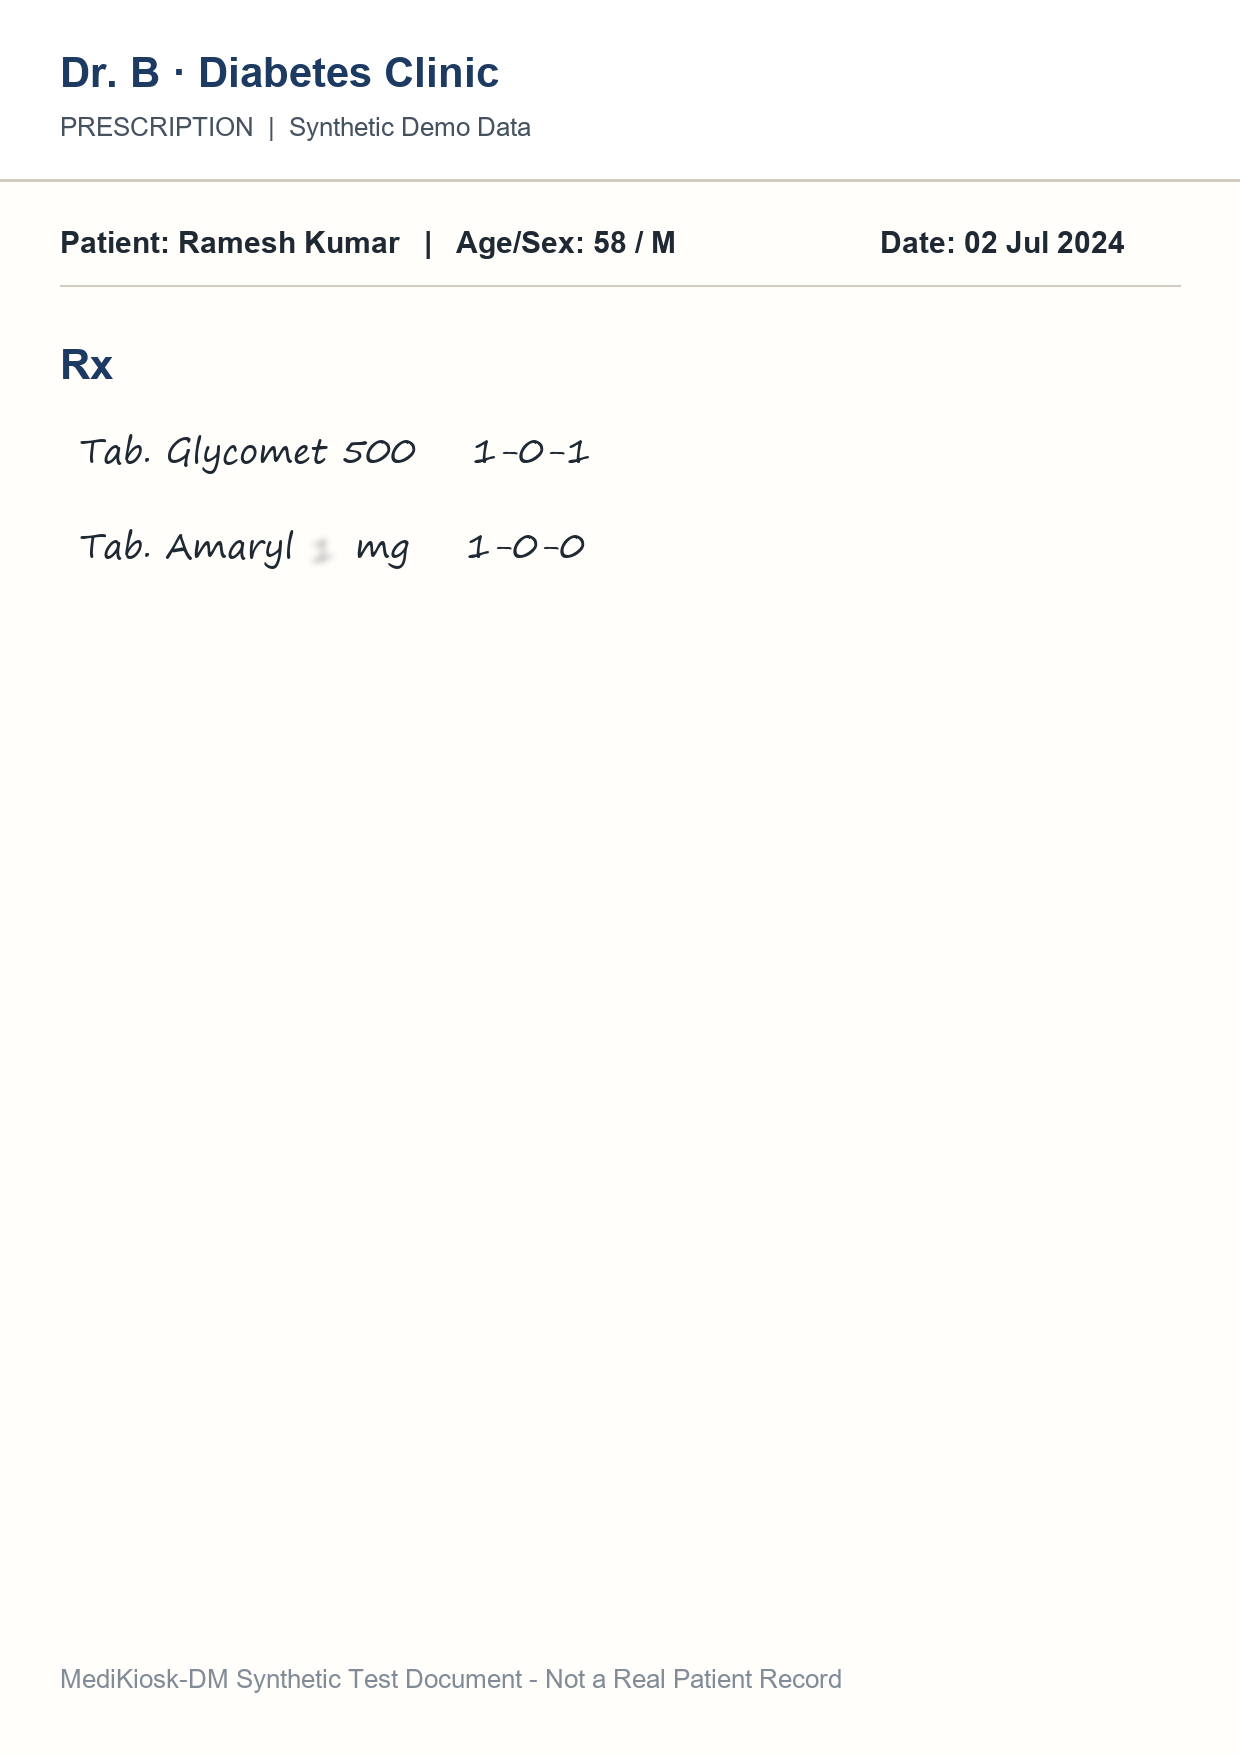 Dr. B · Diabetes Clinic
PRESCRIPTION | Synthetic Demo Data
Patient: Ramesh Kumar | Age/Sex: 58 / M Date: 02 Jul 2024
Rx
Tab. Glycomet 500 1-0-1
Tab. Amaryl mg 1-0-0
MediKiosk-DM Synthetic Test Document - Not a Real Patient Record